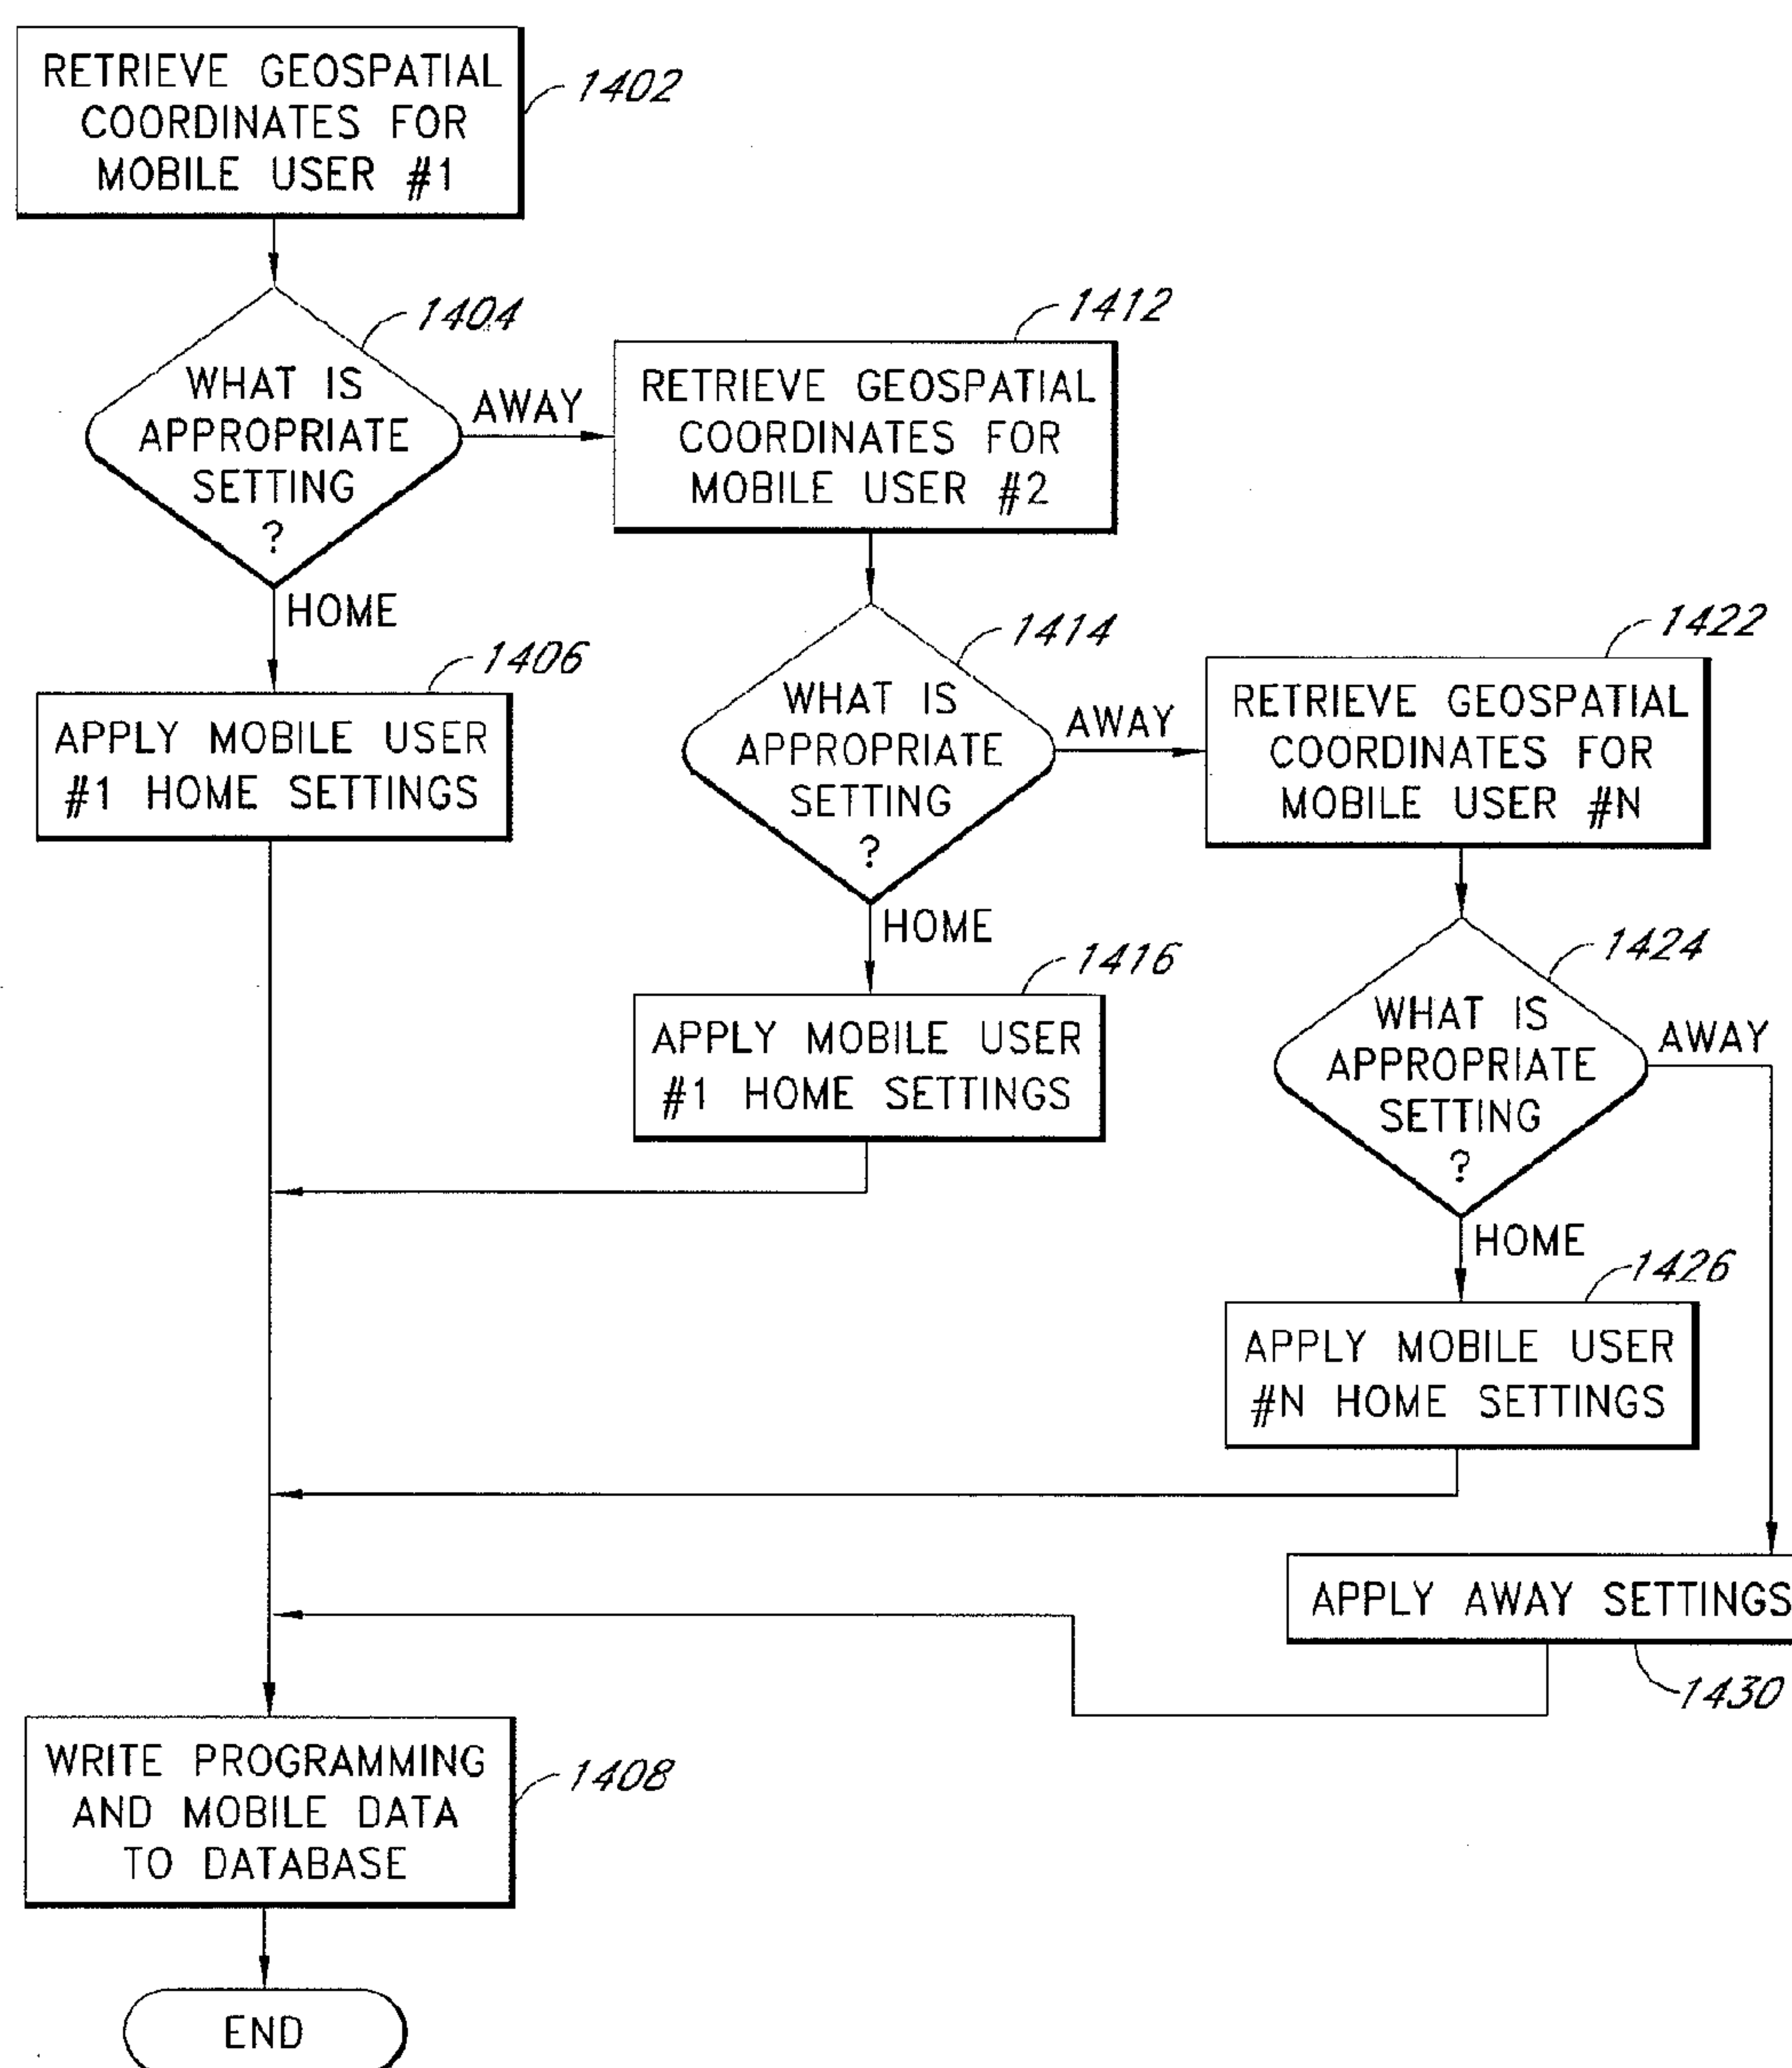 RETRIEVE GEOSPATIAL
COORDINATES FOR
MOBILE USER #1
1402
1404
WHAT IS
APPROPRIATE
SETTING
?
AWAY
HOME
1412
RETRIEVE GEOSPATIAL
COORDINATES FOR
MOBILE USER #2
1406
APPLY MOBILE USER
#1 HOME SETTINGS
1414
WHAT IS
APPROPRIATE
SETTING
?
AWAY
HOME
1422
RETRIEVE GEOSPATIAL
COORDINATES FOR
MOBILE USER #N
1416
APPLY MOBILE USER
#1 HOME SETTINGS
1424
WHAT IS
APPROPRIATE
SETTING
?
AWAY
HOME
1426
APPLY MOBILE USER
#N HOME SETTINGS
APPLY AWAY SETTINGS
1430
WRITE PROGRAMMING
AND MOBILE DATA
TO DATABASE
1408
END